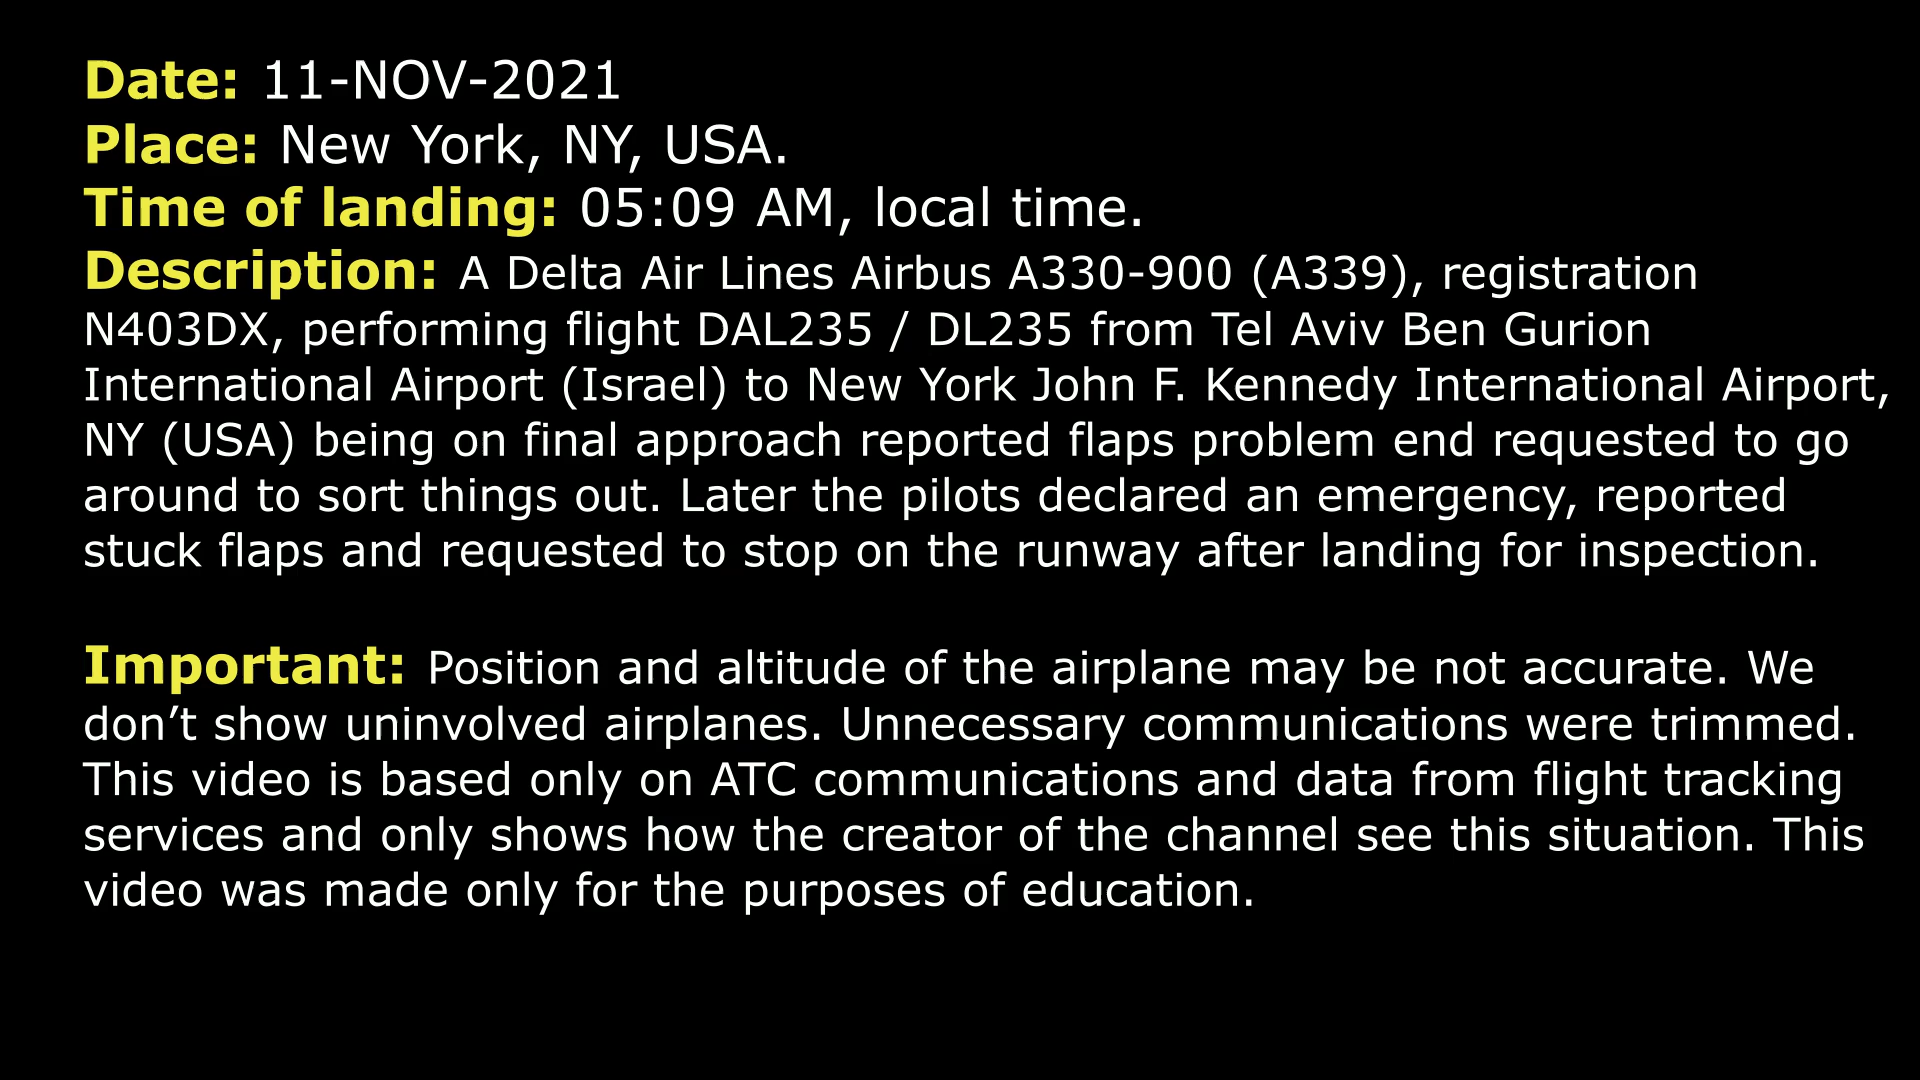 Date: 11-NOV-2021
Place: New York, NY, USA.
Time of landing: 05:09 AM, local time.
Description: A Delta Air Lines Airbus A330-900 (A339), registration
N403DX, performing flight DAL235 / DL235 from Tel Aviv Ben Gurion
International Airport (Israel) to New York John F. Kennedy International Airport,
NY (USA) being on final approach reported flaps problem end requested to go
around to sort things out. Later the pilots declared an emergency, reported
stuck flaps and requested to stop on the runway after landing for inspection.
Important: Position and altitude of the airplane may be not accurate. We
don’t show uninvolved airplanes. Unnecessary communications were trimmed.
This video is based only on ATC communications and data from flight tracking
services and only shows how the creator of the channel see this situation. This
video was made only for the purposes of education.